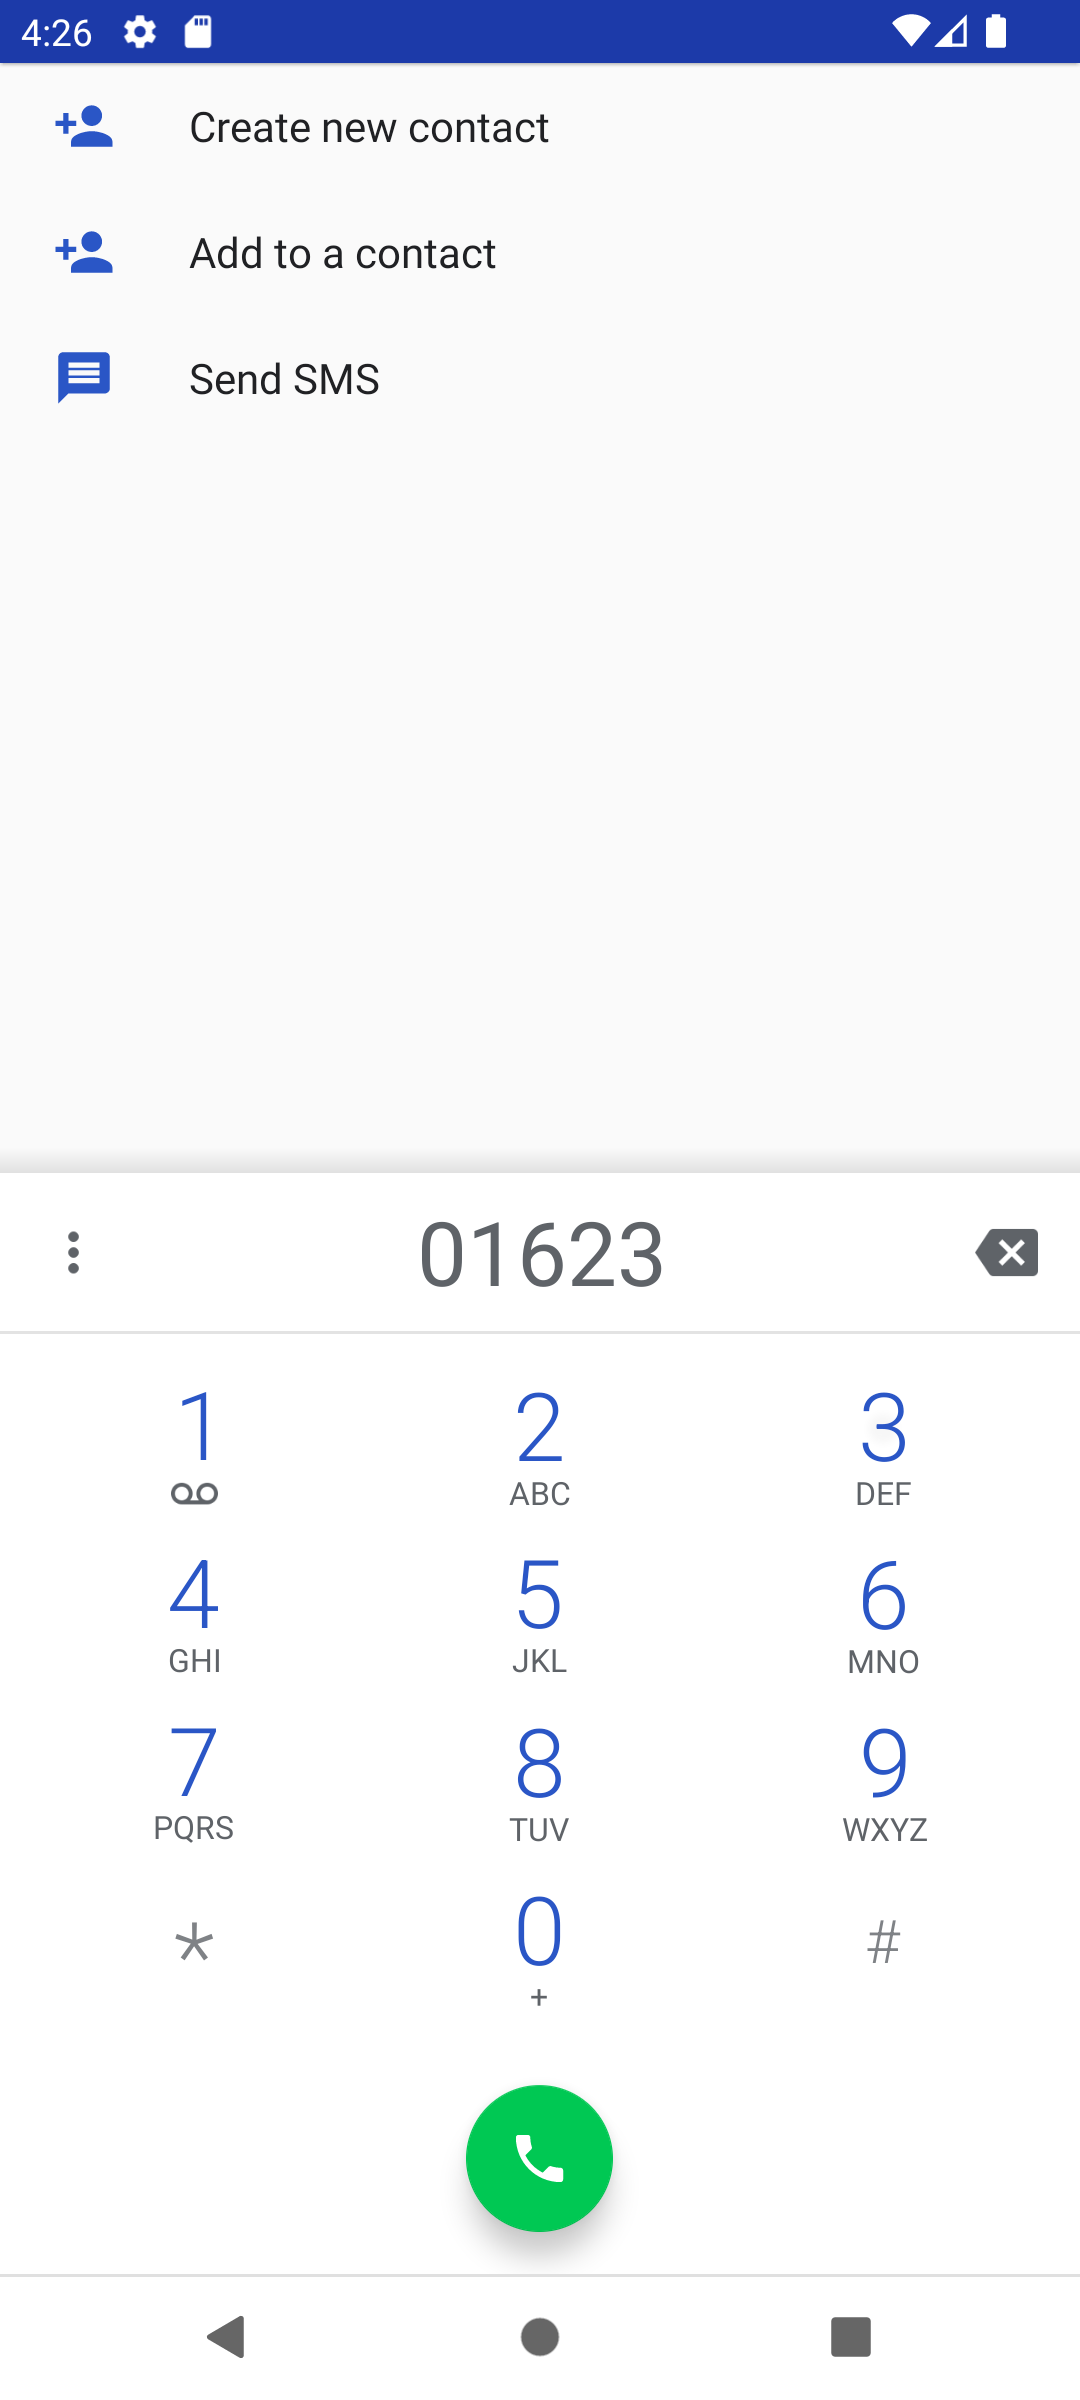 4:26
Create new contact
Add to a contact
Send SMS
01623
1 2 3
ABC DEF
4 5 6
GHI JKL MNO
7 8 9
PQRS TUV WXYZ
* 0 #
+